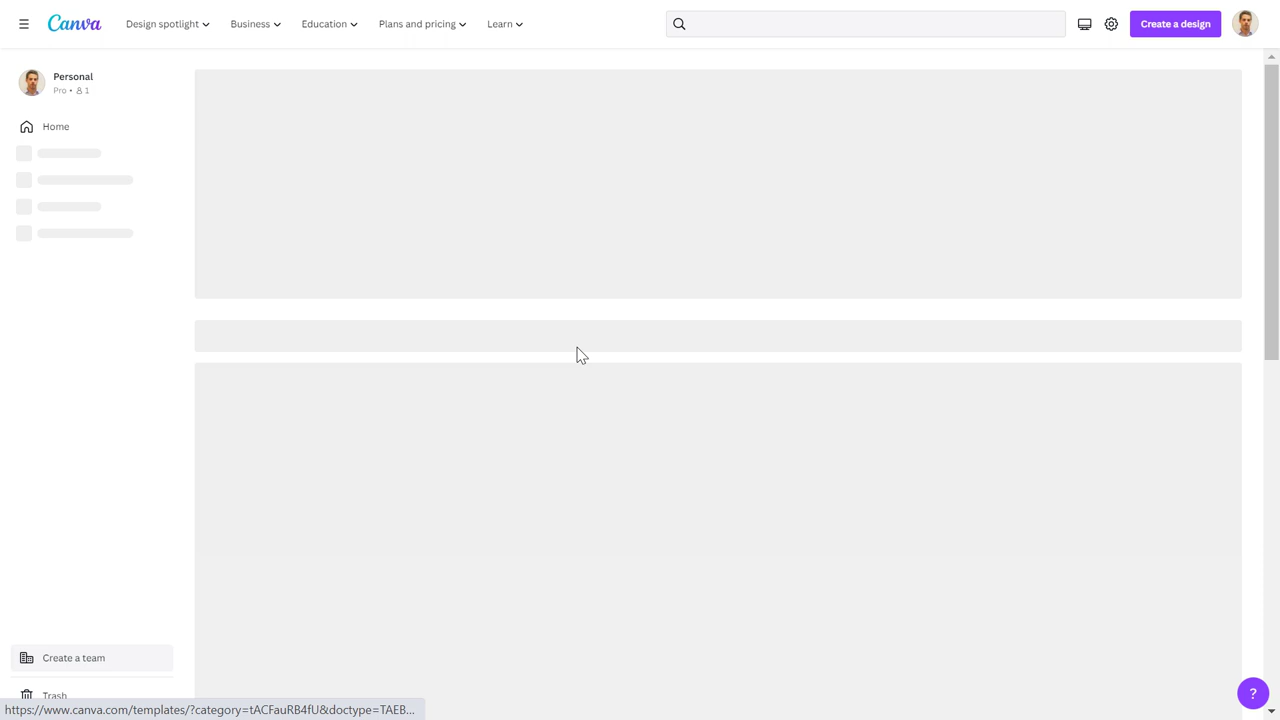 Canva
Design spotlight
Business
Education
Plans and pricing
Learn
Create a design
Personal
Pro • 1
Home
Create a team
Trash
https://www.canva.com/templates/?category=tACFauRB4fU&doctype=TAEB...
?